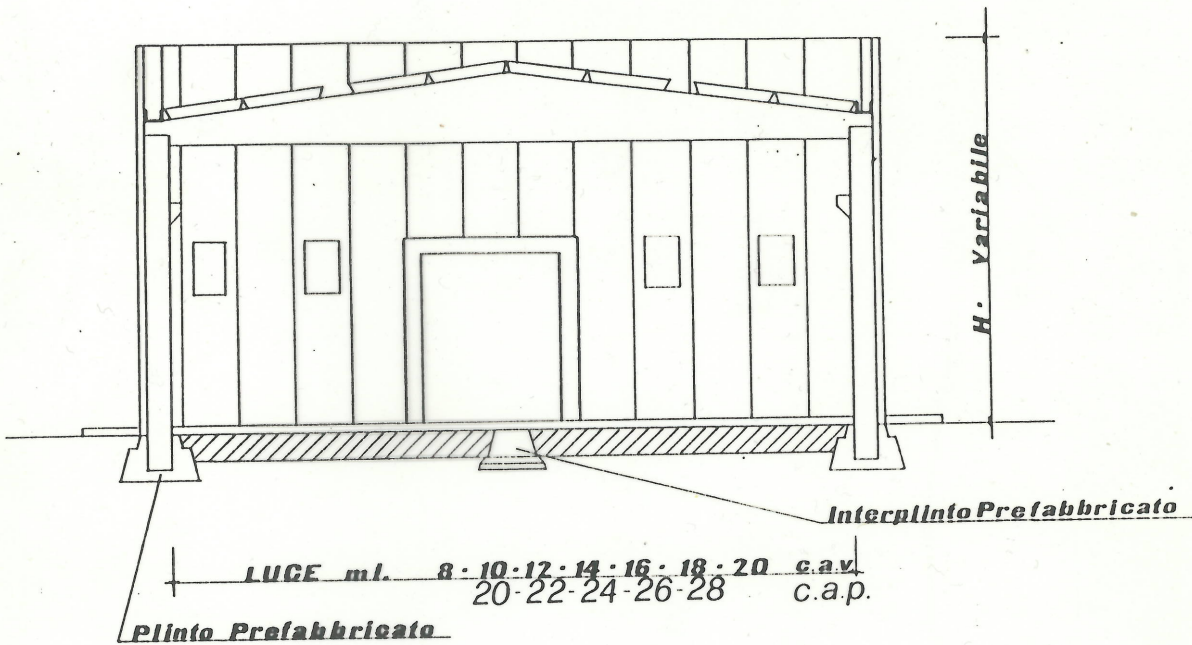 H. Variabile
Interplinto Prefabbricato
LUCE ml. 8·10·12·14·16·18·20 c.a.v.
20-22-24-26-28 c.a.p.
Plinto Prefabbricato